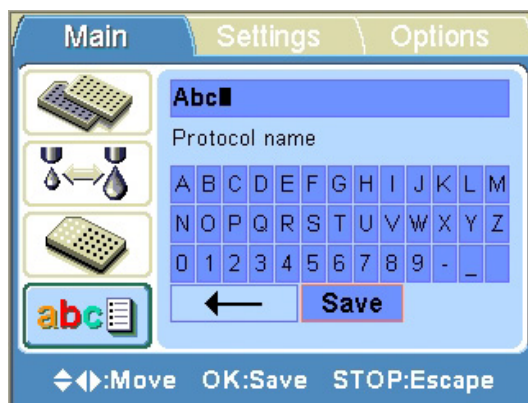 Main Settings Options
Abc
Protocol name
A B C D E F G H I J K L M
N O P Q R S T U V W X Y Z
0 1 2 3 4 5 6 7 8 9 - _
abc
Save
:Move OK:Save STOP:Escape